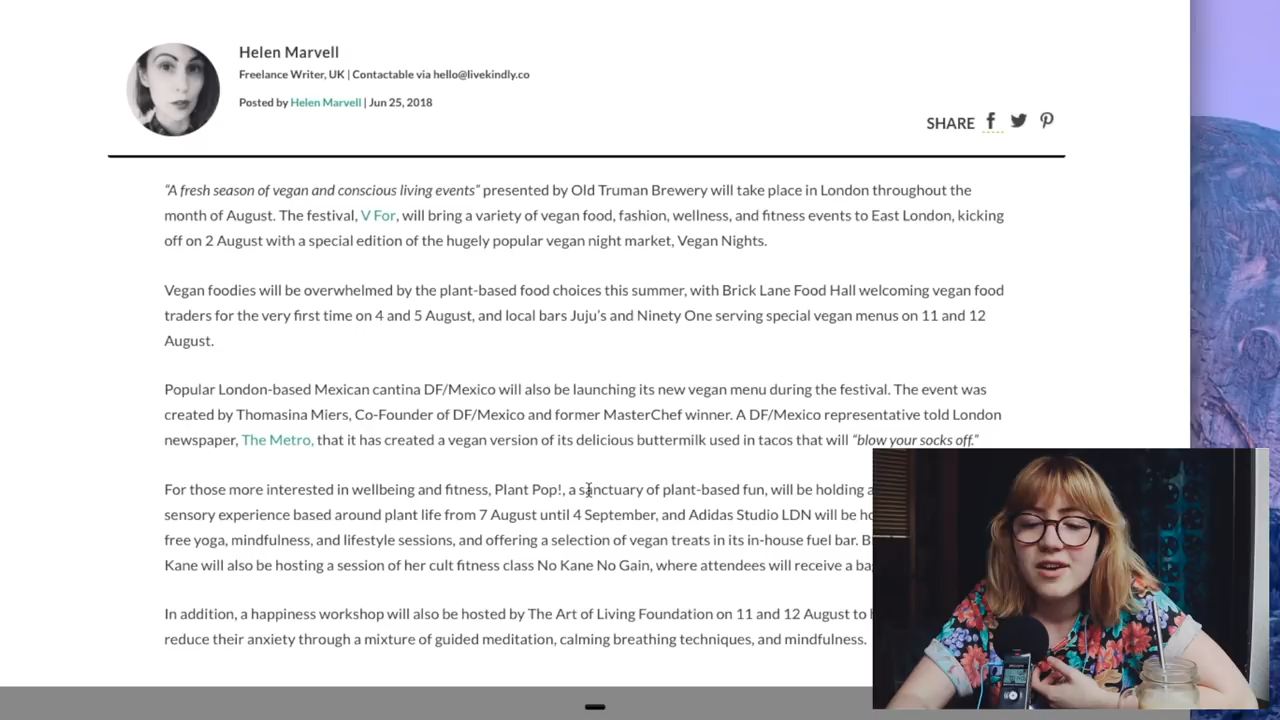 Helen Marvell
Freelance Writer, UK | Contactable via hello@livekindly.co
Posted by Helen Marvell | Jun 25, 2018
SHARE
“A fresh season of vegan and conscious living events” presented by Old Truman Brewery will take place in London throughout the
month of August. The festival, V For, will bring a variety of vegan food, fashion, wellness, and fitness events to East London, kicking
off on 2 August with a special edition of the hugely popular vegan night market, Vegan Nights.
Vegan foodies will be overwhelmed by the plant-based food choices this summer, with Brick Lane Food Hall welcoming vegan food
traders for the very first time on 4 and 5 August, and local bars Juju’s and Ninety One serving special vegan menus on 11 and 12
August.
Popular London-based Mexican cantina DF/Mexico will also be launching its new vegan menu during the festival. The event was
created by Thomasina Miers, Co-Founder of DF/Mexico and former MasterChef winner. A DF/Mexico representative told London
newspaper, The Metro, that it has created a vegan version of its delicious buttermilk used in tacos that will “blow your socks off.”
For those more interested in wellbeing and fitness, Plant Pop!, a sanctuary of plant-based fun, will be holding
sensory experience based around plant life from 7 August until 4 September, and Adidas Studio LDN will be
free yoga, mindfulness, and lifestyle sessions, and offering a selection of vegan treats in its in-house fuel bar.
Kane will also be hosting a session of her cult fitness class No Kane No Gain, where attendees will receive a
In addition, a happiness workshop will also be hosted by The Art of Living Foundation on 11 and 12 August to
reduce their anxiety through a mixture of guided meditation, calming breathing techniques, and mindfulness.